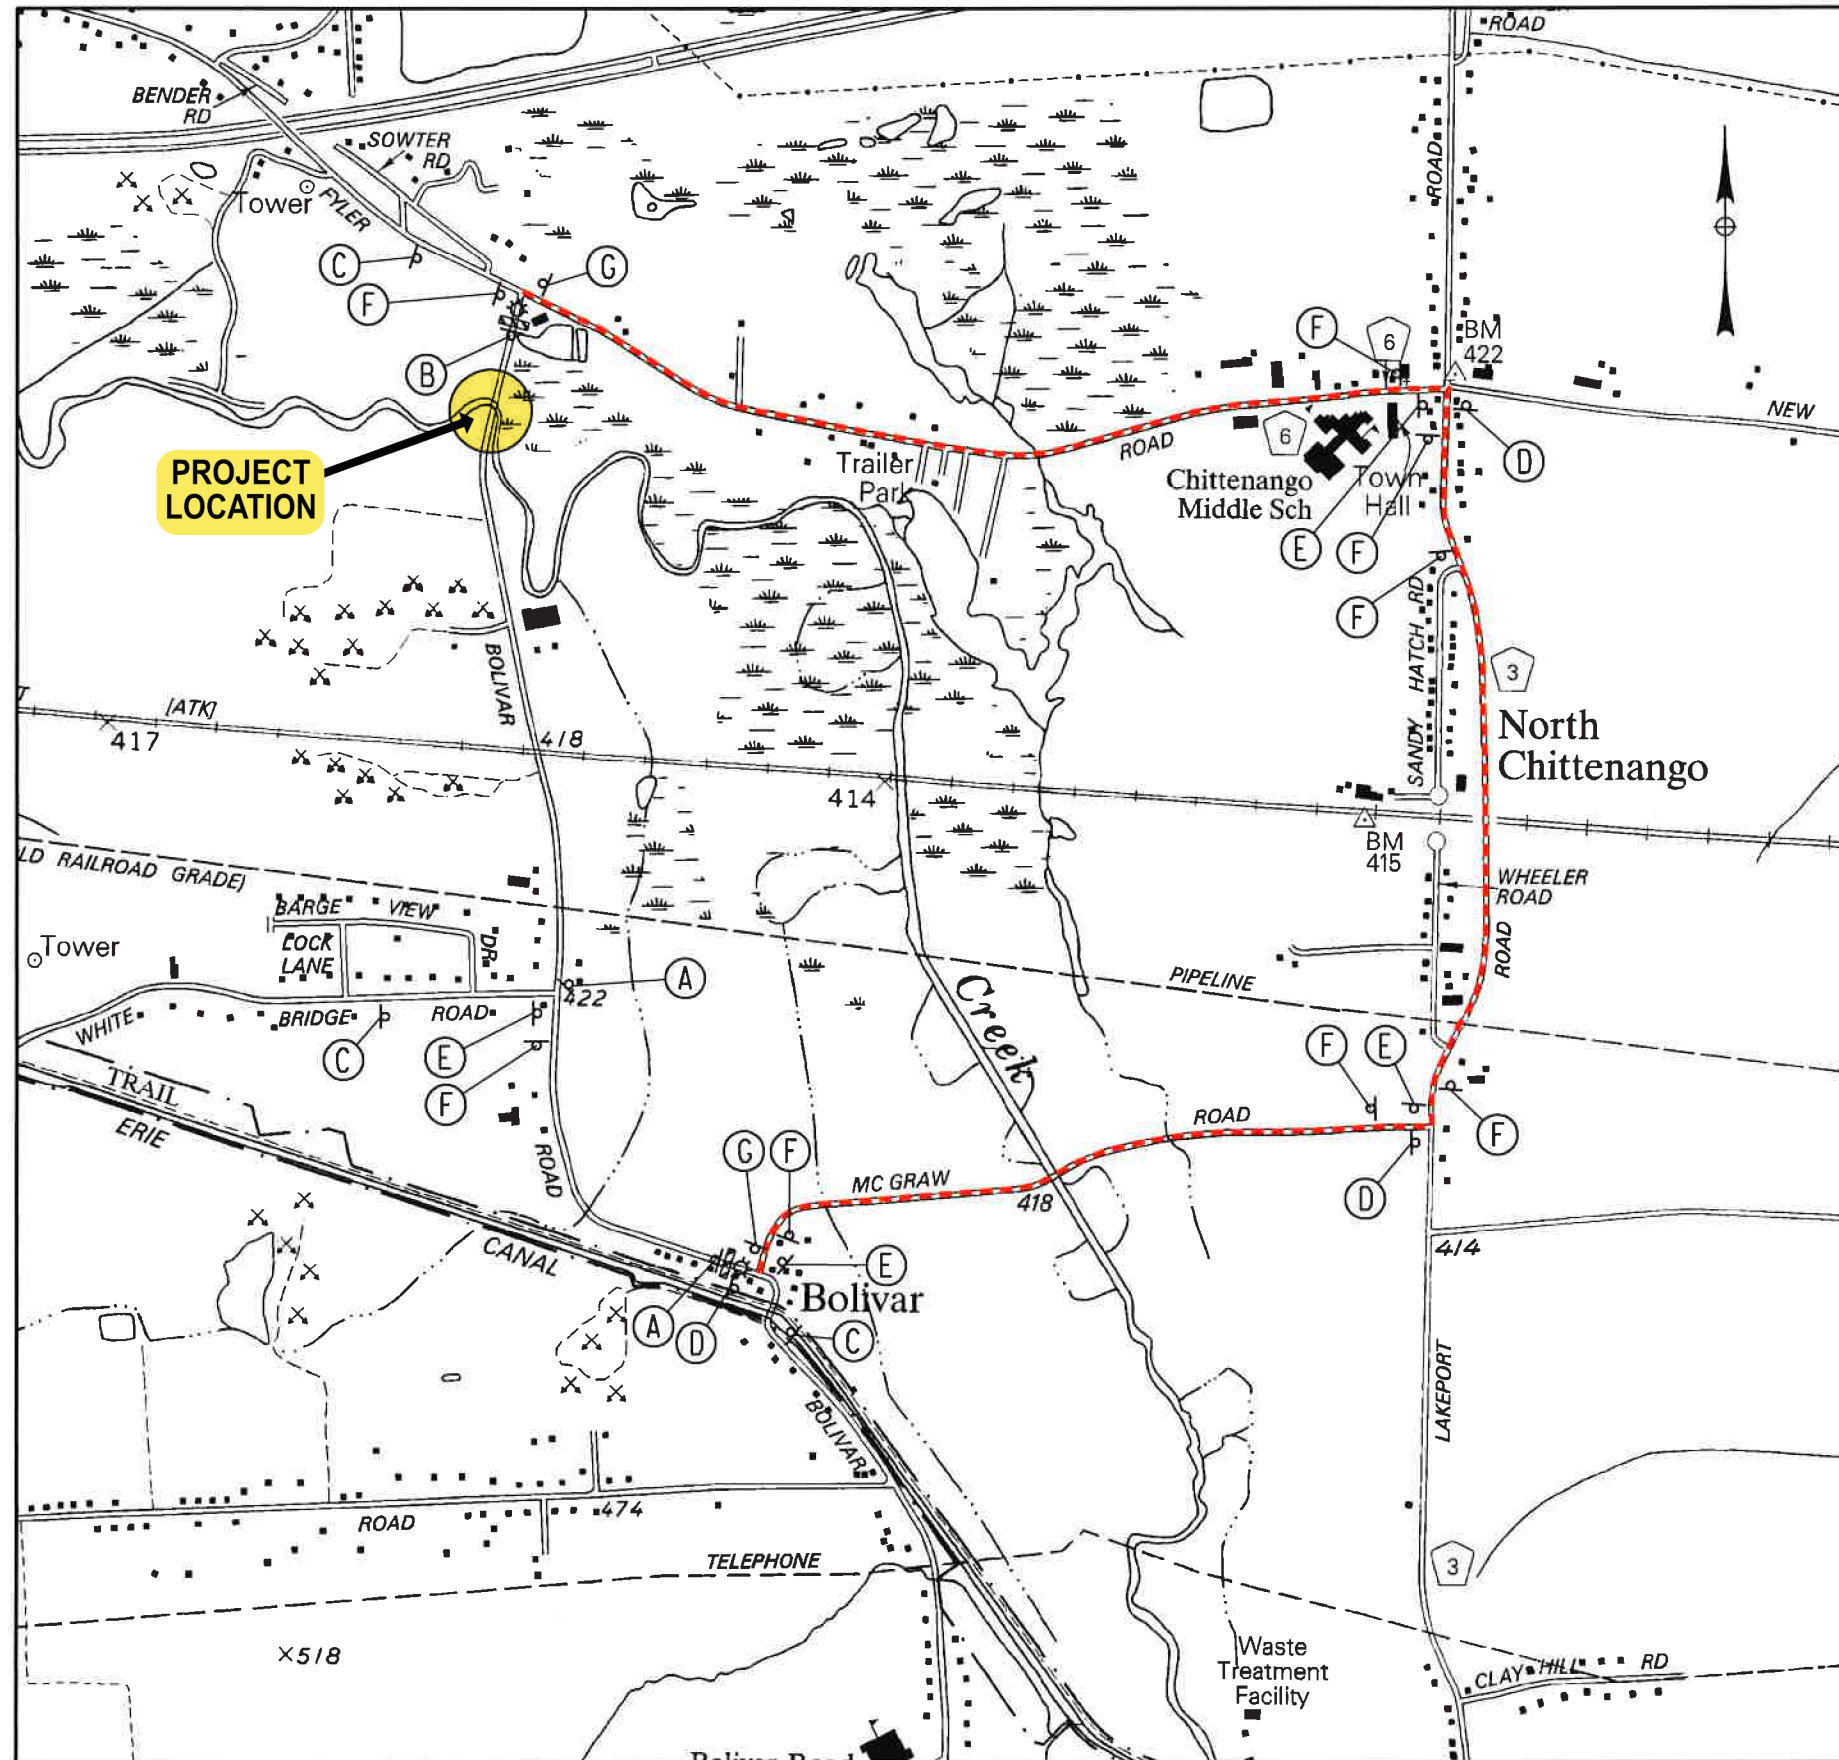 ROAD
BENDER
RD
SOWTER
RD
ROAD
Tower
FYLER
C
G
F
F
6
BM
422
B
NEW
PROJECT
LOCATION
ROAD
6
Trailer
Park
Chittenango
Middle Sch
Town
Hall
D
E
F
F
SANDY HATCH RD
3
BOLIVAR
(ATK)
417
418
North
Chittenango
414
BM
415
LD RAILROAD GRADE)
WHEELER
ROAD
BARGE VIEW
DR
LOCK
LANE
Tower
A
422
PIPELINE
ROAD
Creek
WHITE
BRIDGE
ROAD
C
E
F
F
E
TRAIL
ERIE
ROAD
F
G
F
MC GRAW
418
D
CANAL
E
414
Bolivar
A
D
C
LAKEPORT
BOLIVAR
474
ROAD
TELEPHONE
3
518
Waste
Treatment
Facility
CLAY HILL RD